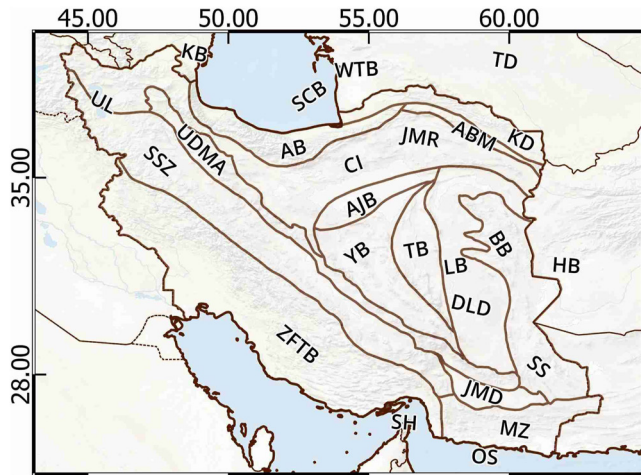 45.00 50.00 55.00 60.00
KB
WTB
TD
SCB
UL
UDMA
AB
JMR
ABM
KD
SSZ
CI
35.00
AJB
YB
TB
LB
BB
HB
DLD
ZFTB
28.00
JMD
SS
SH
MZ
OS